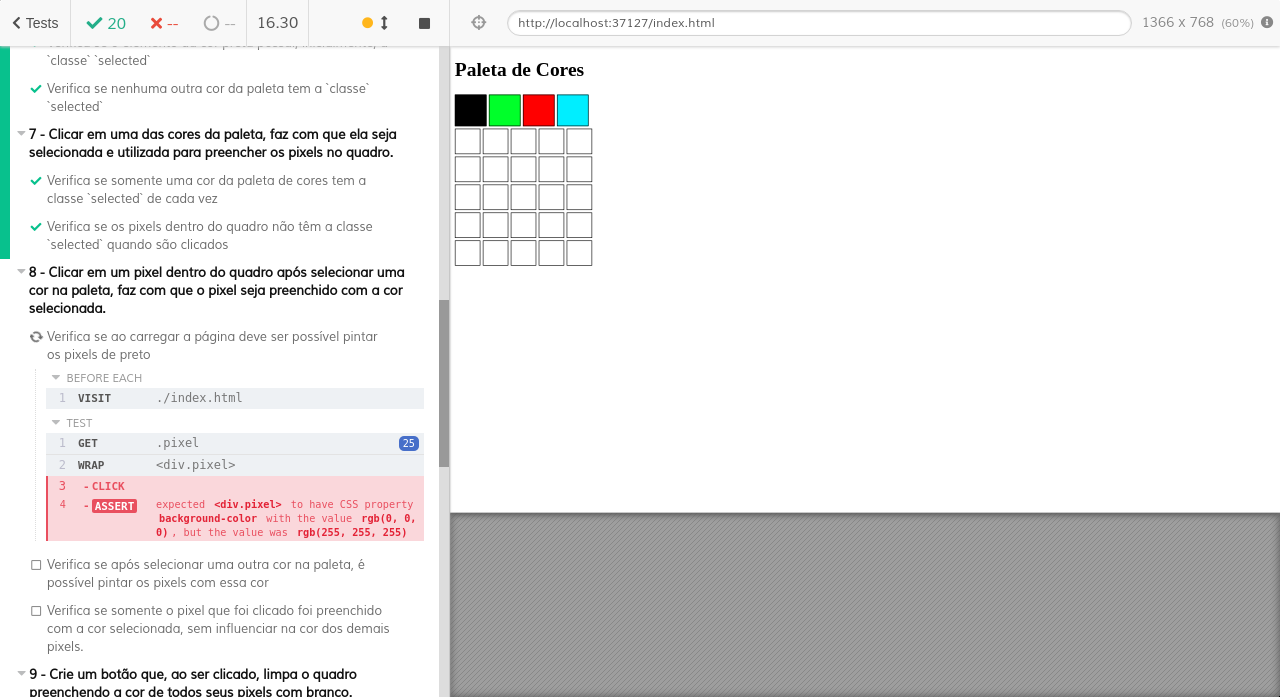 Tests
20
--
--
16.30
http://localhost:37127/index.html
1366 x 768 (60%)
`classe` `selected`
Verifica se nenhuma outra cor da paleta tem a `classe`
`selected`
7 - Clicar em uma das cores da paleta, faz com que ela seja
selecionada e utilizada para preencher os pixels no quadro.
Verifica se somente uma cor da paleta de cores tem a
classe `selected` de cada vez
Verifica se os pixels dentro do quadro não têm a classe
`selected` quando são clicados
8 - Clicar em um pixel dentro do quadro após selecionar uma
cor na paleta, faz com que o pixel seja preenchido com a cor
selecionada.
Verifica se ao carregar a página deve ser possível pintar
os pixels de preto
BEFORE EACH
1 VISIT ./index.html
TEST
1 GET .pixel 25
2 WRAP <div.pixel>
3 -CLICK
4 -ASSERT expected <div.pixel> to have CSS property
background-color with the value rgb(0, 0,
0), but the value was rgb(255, 255, 255)
Verifica se após selecionar uma outra cor na paleta, é
possível pintar os pixels com essa cor
Verifica se somente o pixel que foi clicado foi preenchido
com a cor selecionada, sem influenciar na cor dos demais
pixels.
9 - Crie um botão que, ao ser clicado, limpa o quadro
preenchendo a cor de todos seus pixels com branco.
Paleta de Cores